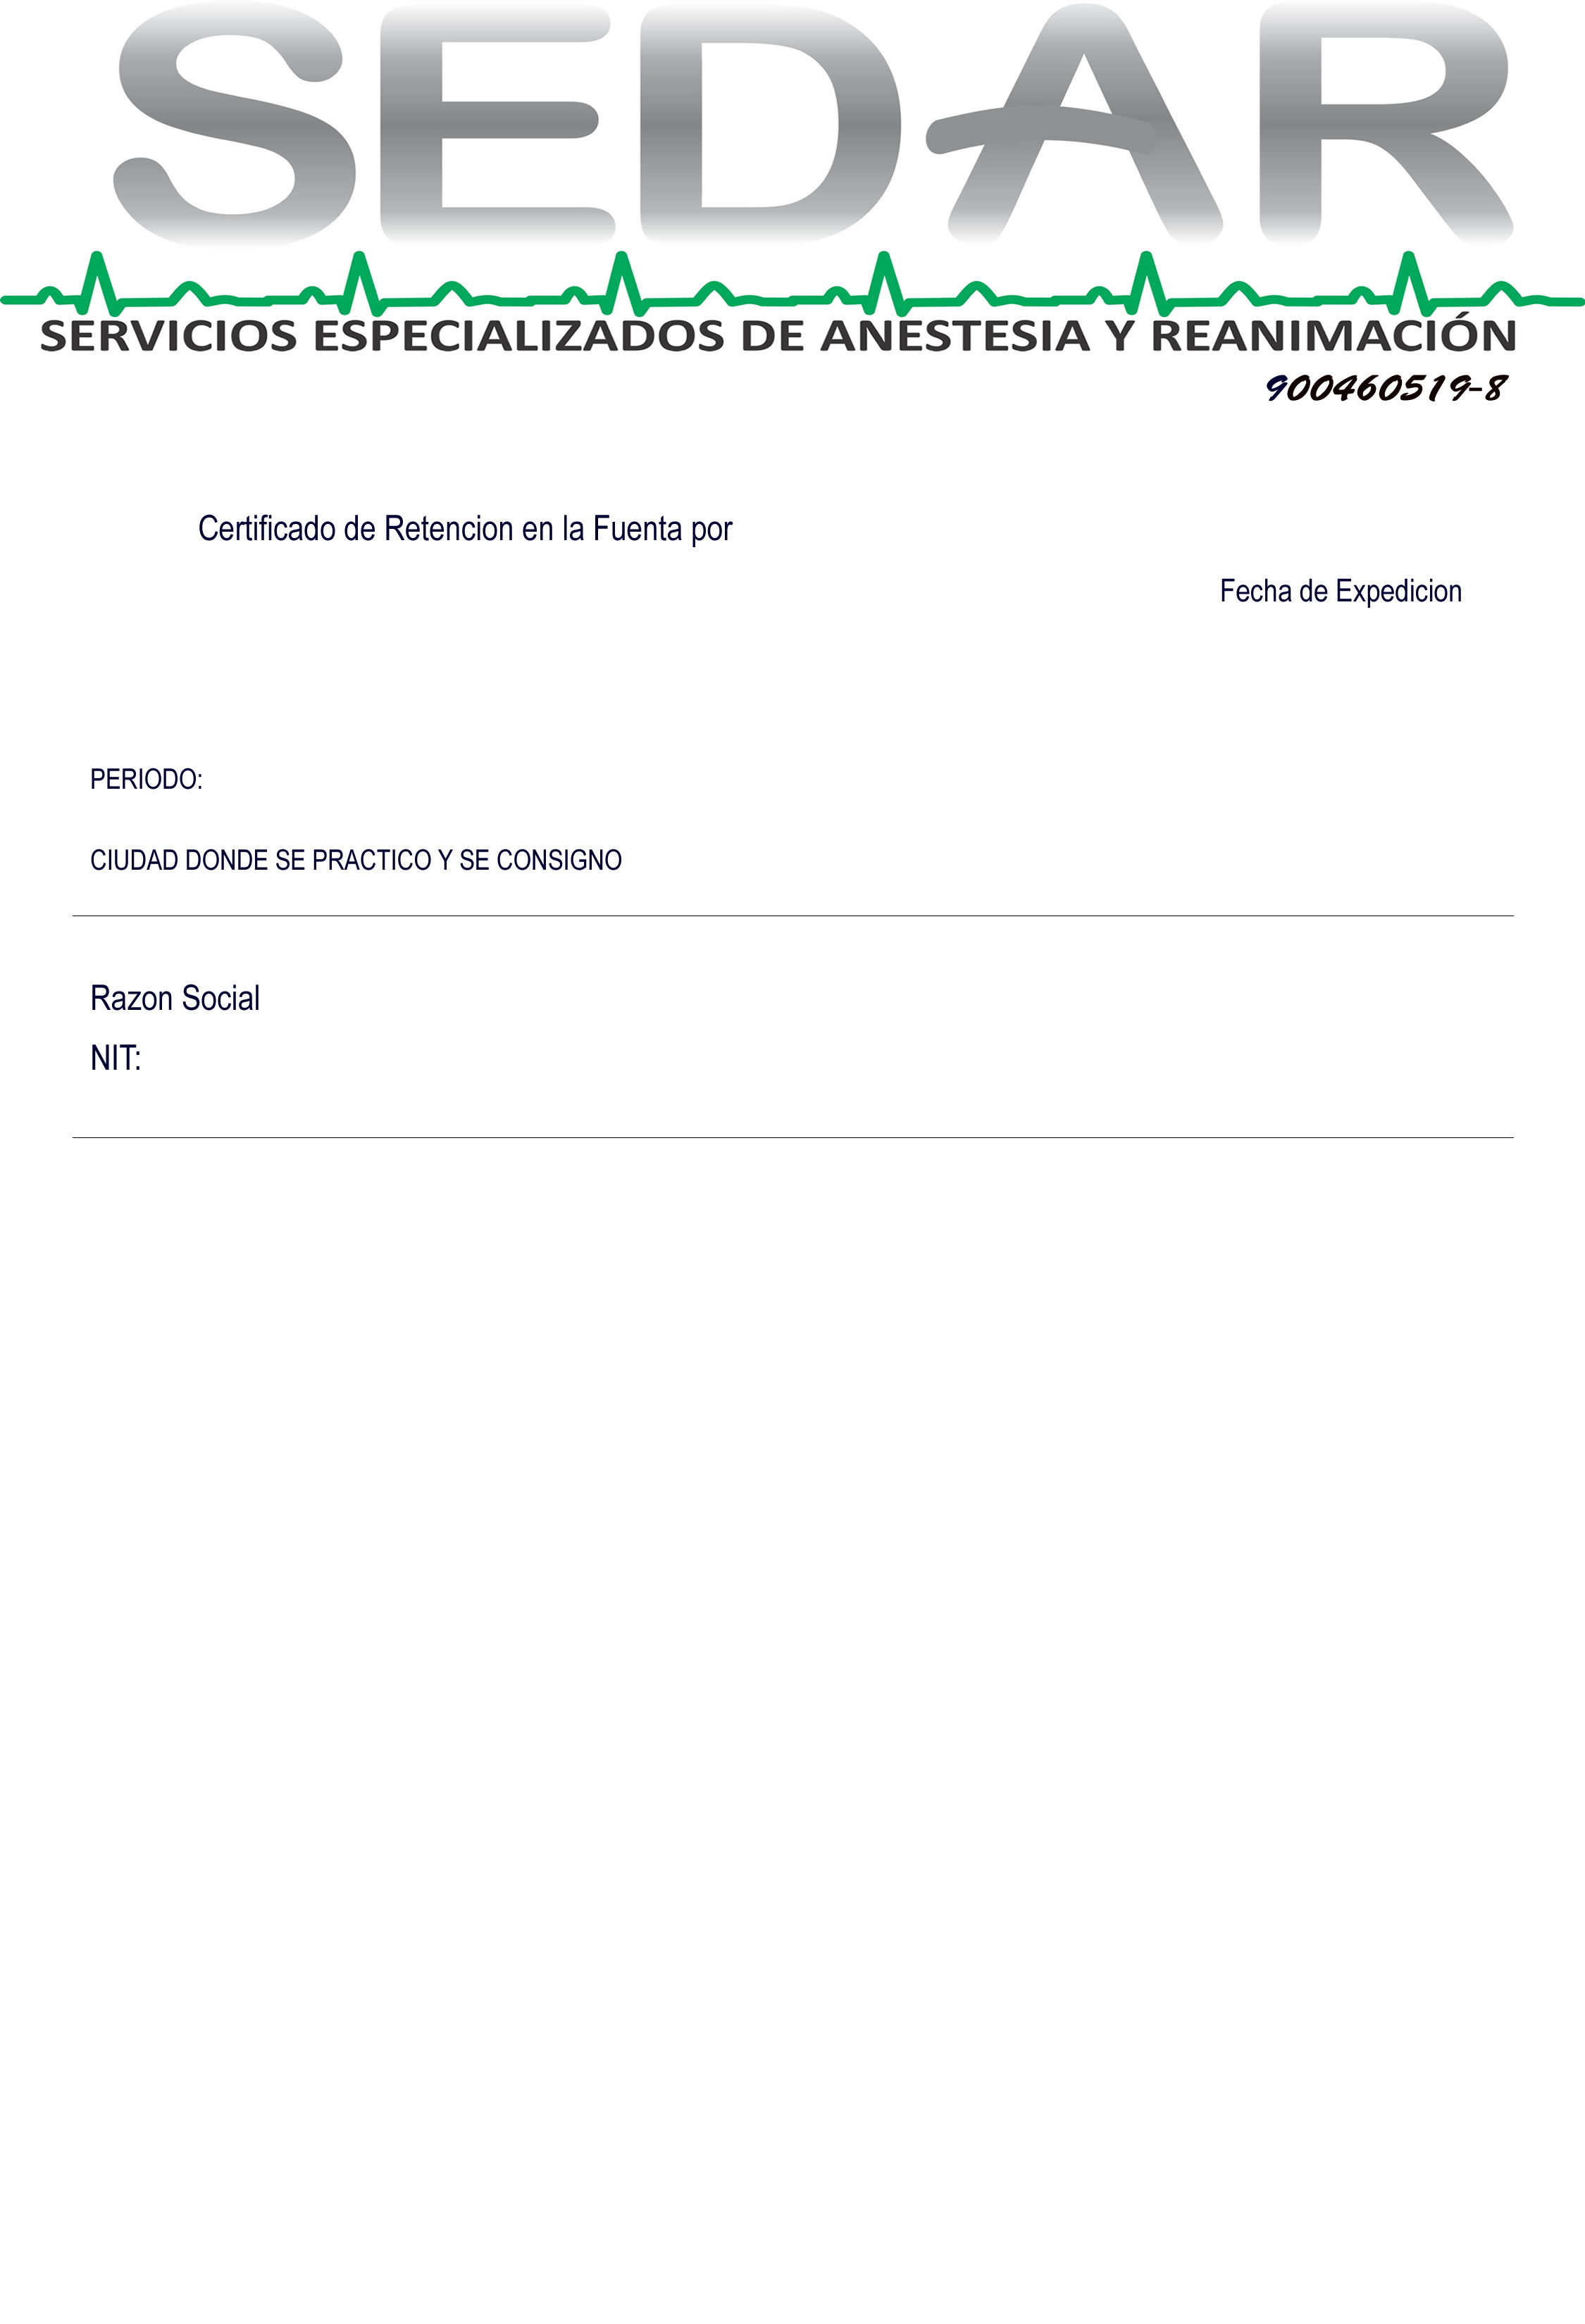 SEDAR
SERVICIOS ESPECIALIZADOS DE ANESTESIA Y REANIMACIÓN
900460519-8
Certificado de Retencion en la Fuenta por
Fecha de Expedicion
PERIODO:
CIUDAD DONDE SE PRACTICO Y SE CONSIGNO
Razon Social
NIT: